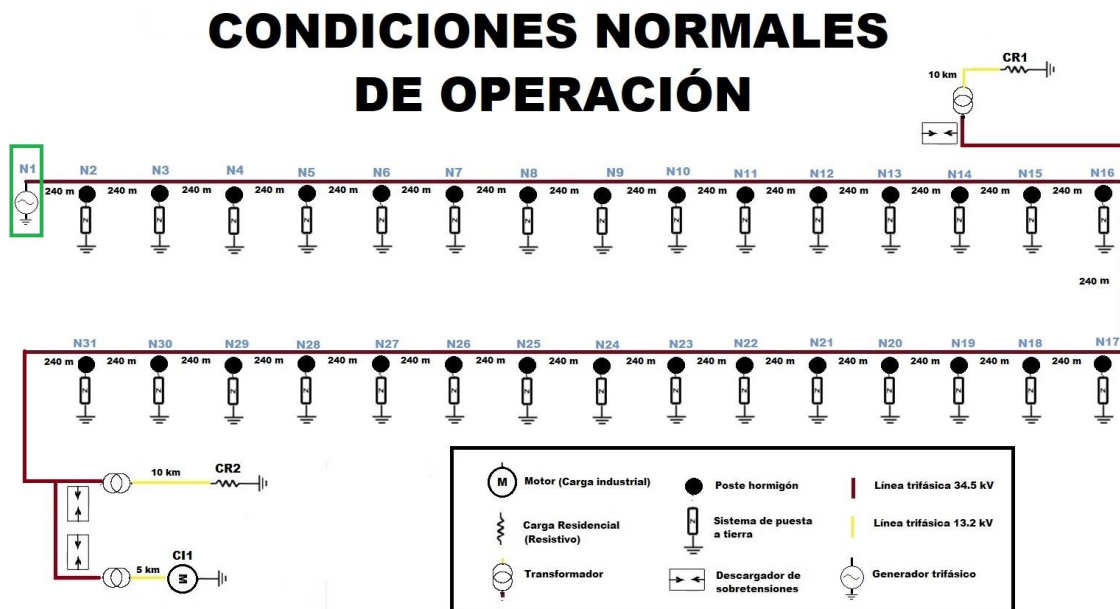 CONDICIONES NORMALES
DE OPERACIÓN
CR1
10 km
N1 N2 N3 N4 N5 N6 N7 N8 N9 N10 N11 N12 N13 N14 N15 N16
240 m 240 m 240 m 240 m 240 m 240 m 240 m 240 m 240 m 240 m 240 m 240 m 240 m 240 m 240 m
Z Z Z Z Z Z Z Z Z Z Z Z Z Z Z
240 m
N31 N30 N29 N28 N27 N26 N25 N24 N23 N22 N21 N20 N19 N18 N17
240 m 240 m 240 m 240 m 240 m 240 m 240 m 240 m 240 m 240 m 240 m 240 m 240 m 240 m 240 m
Z Z Z Z Z Z Z Z Z Z Z Z Z Z Z
10 km CR2
5 km CI1
M
M Motor (Carga industrial)
Poste hormigón
Línea trifásica 34.5 kV
Carga Residencial
(Resistivo)
Z Sistema de puesta
a tierra
Línea trifásica 13.2 kV
Transformador
Descargador de
sobretensiones
Generador trifásico